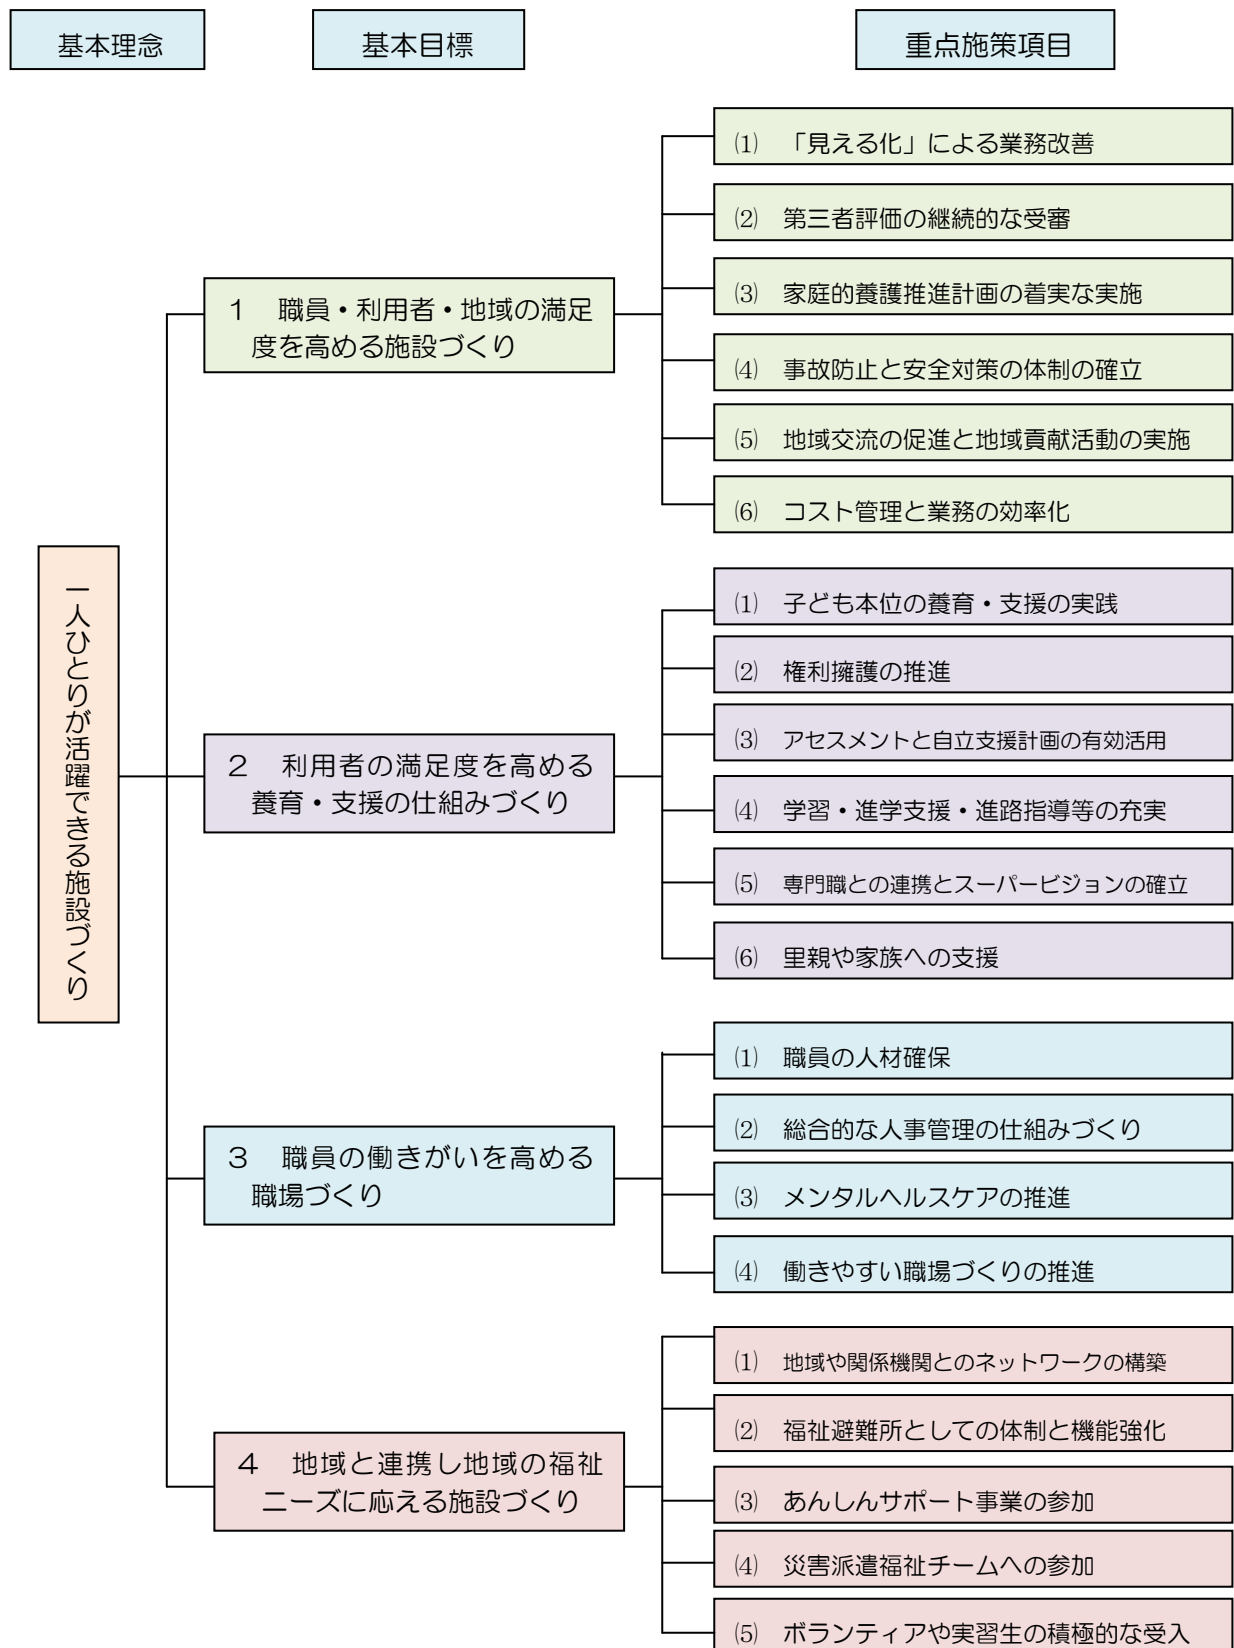 基本理念
基本目標
重点施策項目
一人ひとりが活躍できる施設づくり
1 職員・利用者・地域の満足
度を高める施設づくり
⑴ 「見える化」による業務改善
⑵ 第三者評価の継続的な受審
⑶ 家庭的養護推進計画の着実な実施
⑷ 事故防止と安全対策の体制の確立
⑸ 地域交流の促進と地域貢献活動の実施
⑹ コスト管理と業務の効率化
2 利用者の満足度を高める
養育・支援の仕組みづくり
⑴ 子ども本位の養育・支援の実践
⑵ 権利擁護の推進
⑶ アセスメントと自立支援計画の有効活用
⑷ 学習・進学支援・進路指導等の充実
⑸ 専門職との連携とスーパービジョンの確立
⑹ 里親や家族への支援
3 職員の働きがいを高める
職場づくり
⑴ 職員の人材確保
⑵ 総合的な人事管理の仕組みづくり
⑶ メンタルヘルスケアの推進
⑷ 働きやすい職場づくりの推進
4 地域と連携し地域の福祉
ニーズに応える施設づくり
⑴ 地域や関係機関とのネットワークの構築
⑵ 福祉避難所としての体制と機能強化
⑶ あんしんサポート事業の参加
⑷ 災害派遣福祉チームへの参加
⑸ ボランティアや実習生の積極的な受入